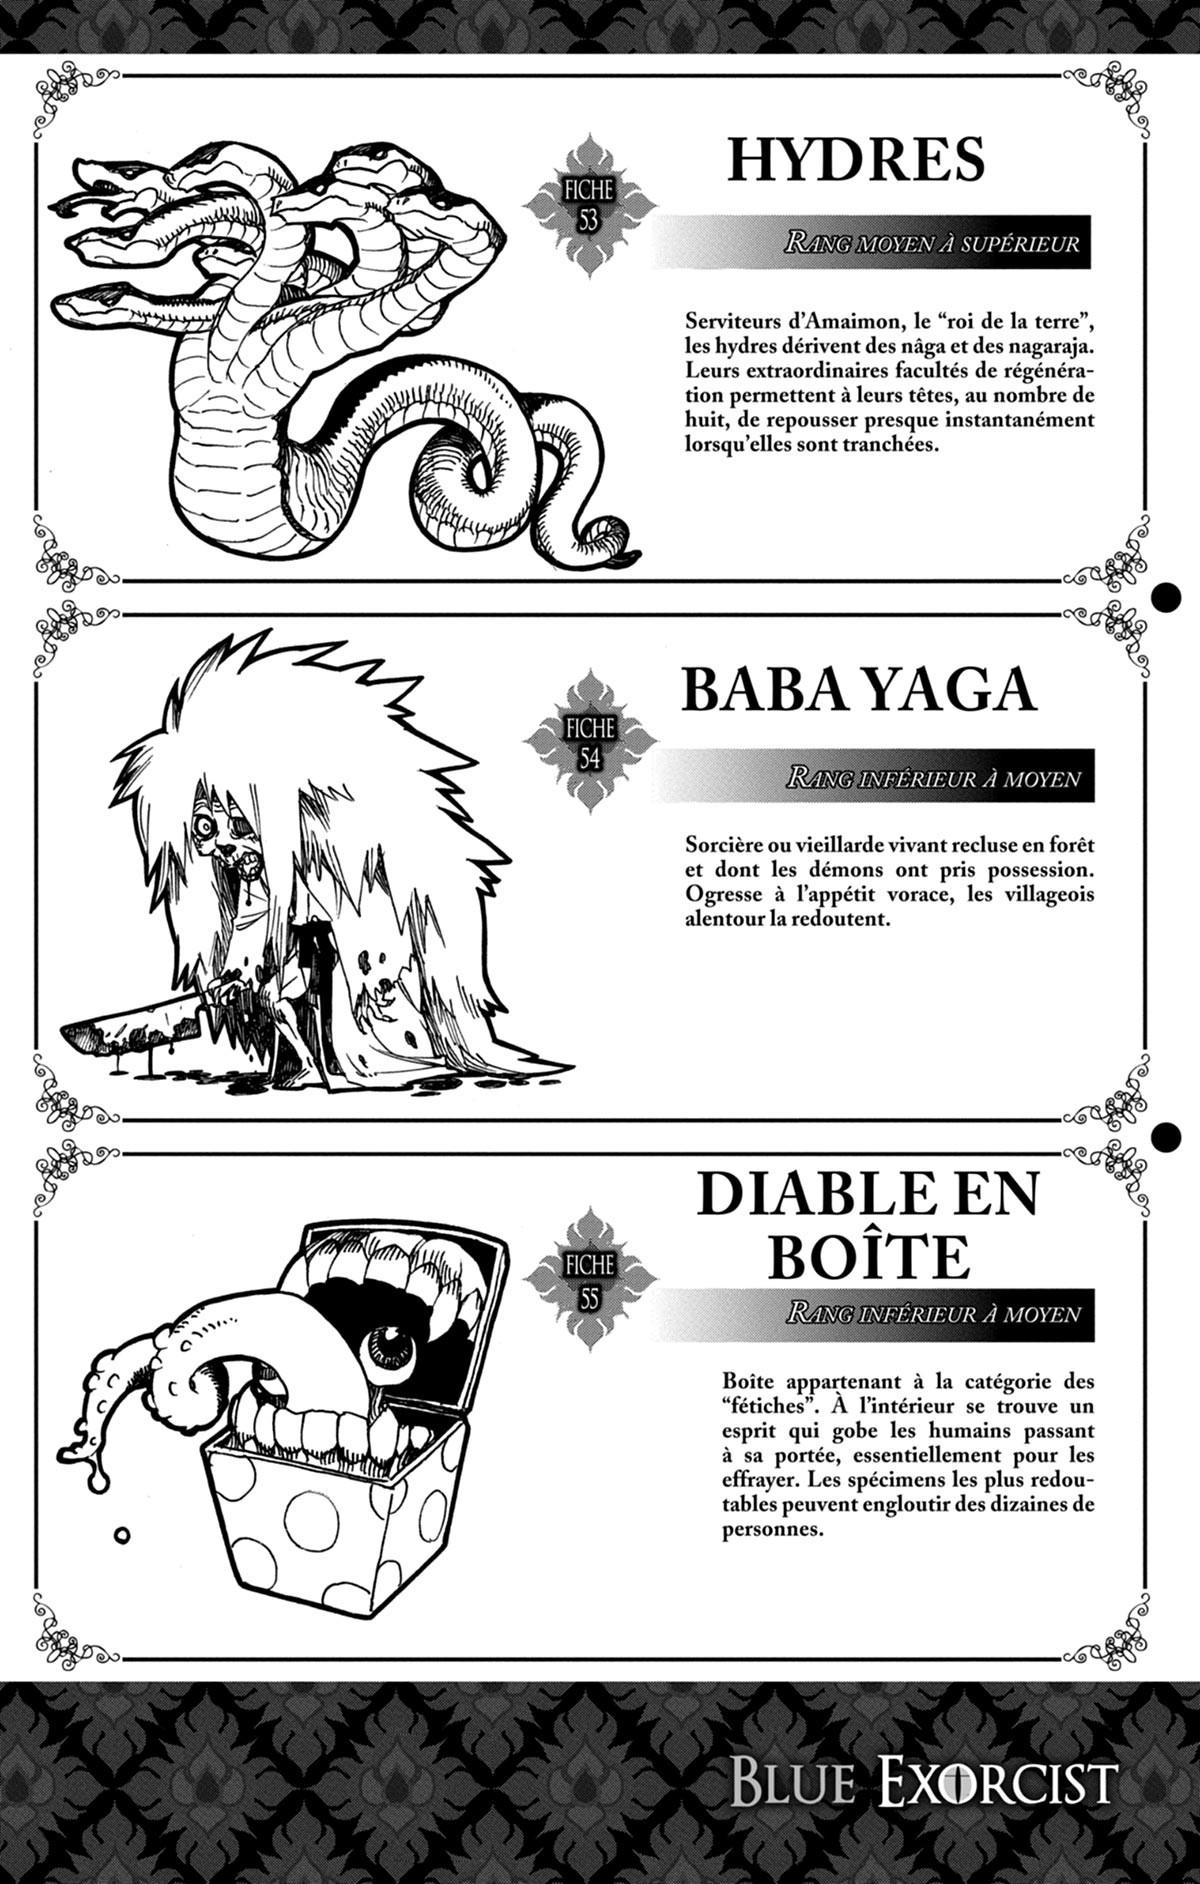 HYDRES
FICHE
53
RANG MOYEN À SUPÉRIEUR
Serviteurs d'Amaimon, le "roi de la terre",
les hydres dérivent des nâga et des nagaraja.
Leurs extraordinaires facultés de régénéra-
tion permettent à leurs têtes, au nombre de
huit, de repousser presque instantanément
lorsqu'elles sont tranchées.
BABA YAGA
FICHE
54
RANG INFÉRIEUR À MOYEN
Sorcière ou vieillarde vivant recluse en forêt
et dont les démons ont pris possession.
Ogresse à l'appétit vorace, les villageois
alentour la redoutent.
DIABLE EN
BOÎTE
FICHE
55
RANG INFÉRIEUR À MOYEN
Boîte appartenant à la catégorie des
"fétiches". À l'intérieur se trouve un
esprit qui gobe les humains passant
à sa portée, essentiellement pour les
effrayer. Les spécimens les plus redou-
tables peuvent engloutir des dizaines de
personnes.
BLUE EXORCIST